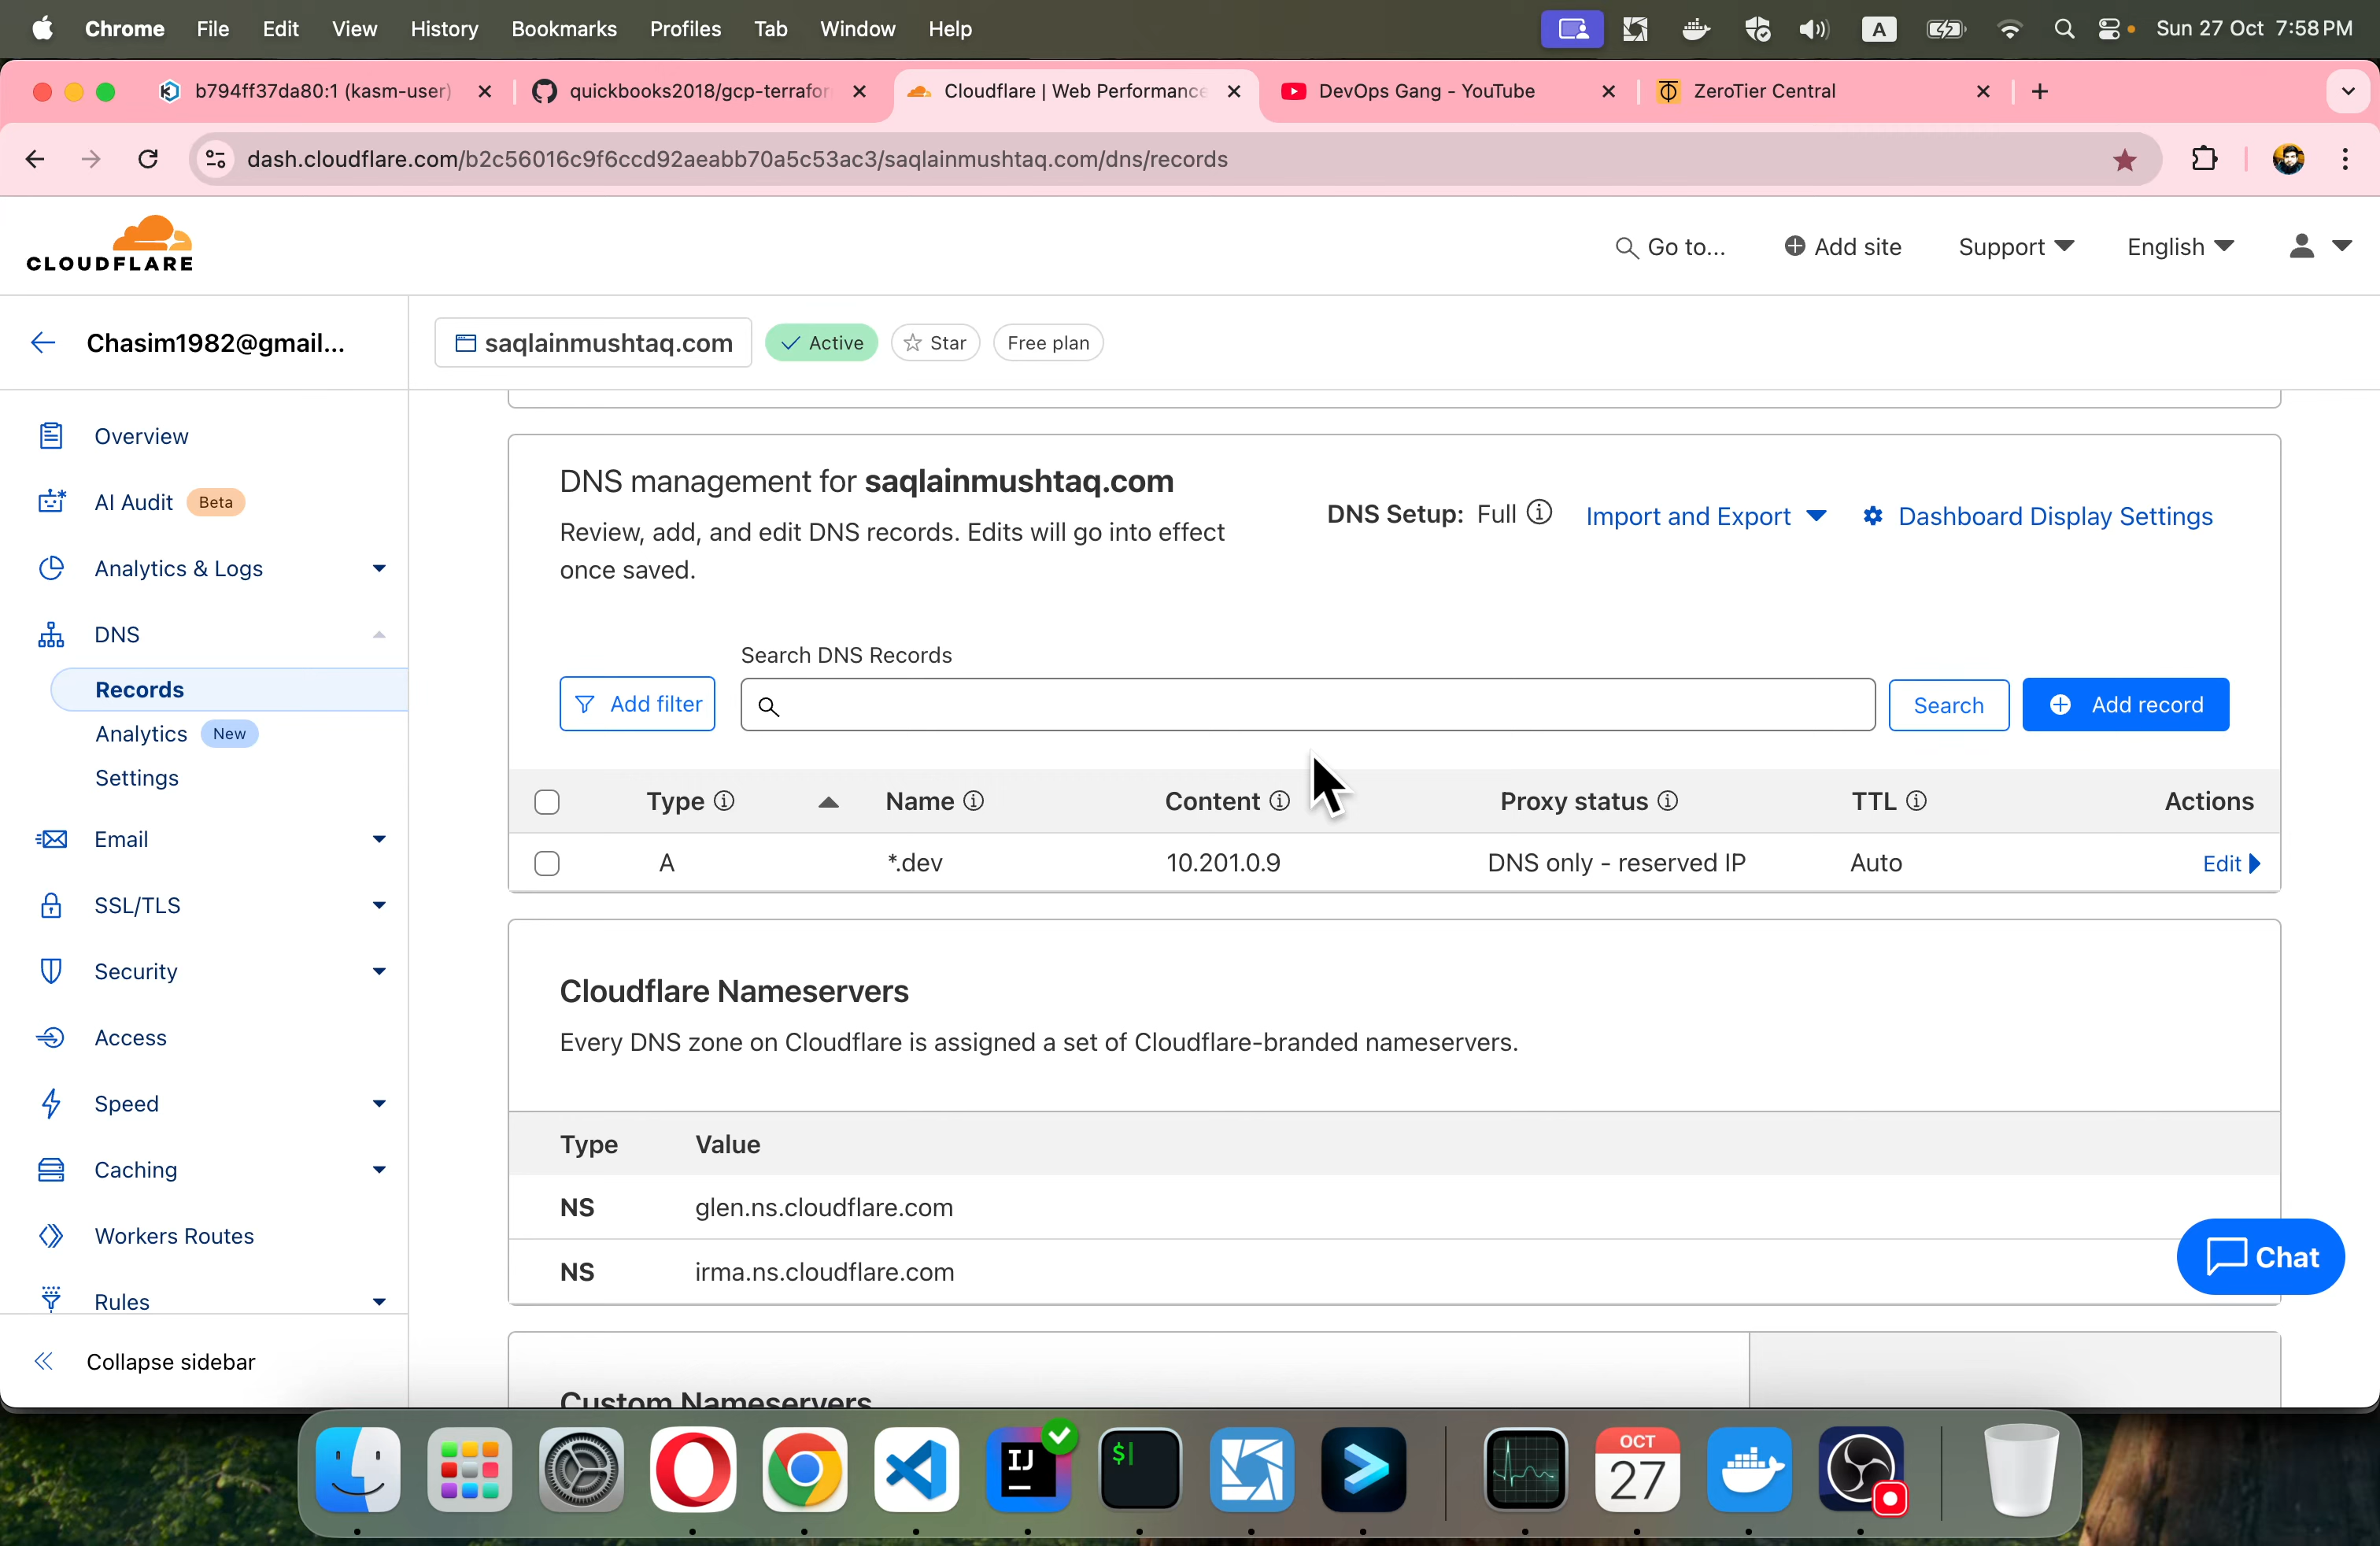 Chrome File Edit View History Bookmarks Profiles Tab Window Help A Sun 27 Oct 7:58 PM
b794ff37da80:1 (kasm-user) quickbooks2018/gcp-terrafor Cloudflare | Web Performance DevOps Gang - YouTube ZeroTier Central
dash.cloudflare.com/b2c56016c9f6ccd92aeabb70a5c53ac3/saqlainmushtaq.com/dns/records
CLOUDFLARE Go to... Add site Support English
Chasim1982@gmail... saqlainmushtaq.com Active Star Free plan
Overview
AI Audit Beta
Analytics & Logs
DNS
Records
Analytics New
Settings
Email
SSL/TLS
Security
Access
Speed
Caching
Workers Routes
Rules
Collapse sidebar
DNS management for saqlainmushtaq.com
Review, add, and edit DNS records. Edits will go into effect
once saved.
DNS Setup: Full Import and Export Dashboard Display Settings
Search DNS Records
Add filter Search Add record
Type Name Content Proxy status TTL Actions
A *.dev 10.201.0.9 DNS only - reserved IP Auto Edit
Cloudflare Nameservers
Every DNS zone on Cloudflare is assigned a set of Cloudflare-branded nameservers.
Type Value
NS glen.ns.cloudflare.com
NS irma.ns.cloudflare.com
Chat
Custom Nameservers
IJ $ OCT
27